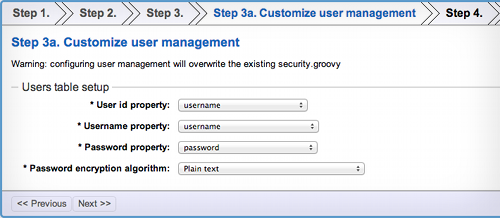 Step 1. Step 2. Step 3. Step 3a. Customize user management Step 4.
Step 3a. Customize user management
Warning: configuring user management will overwrite the existing security.groovy
Users table setup
* User id property: username
* Username property: username
* Password property: password
* Password encryption algorithm: Plain text
<< Previous Next >>